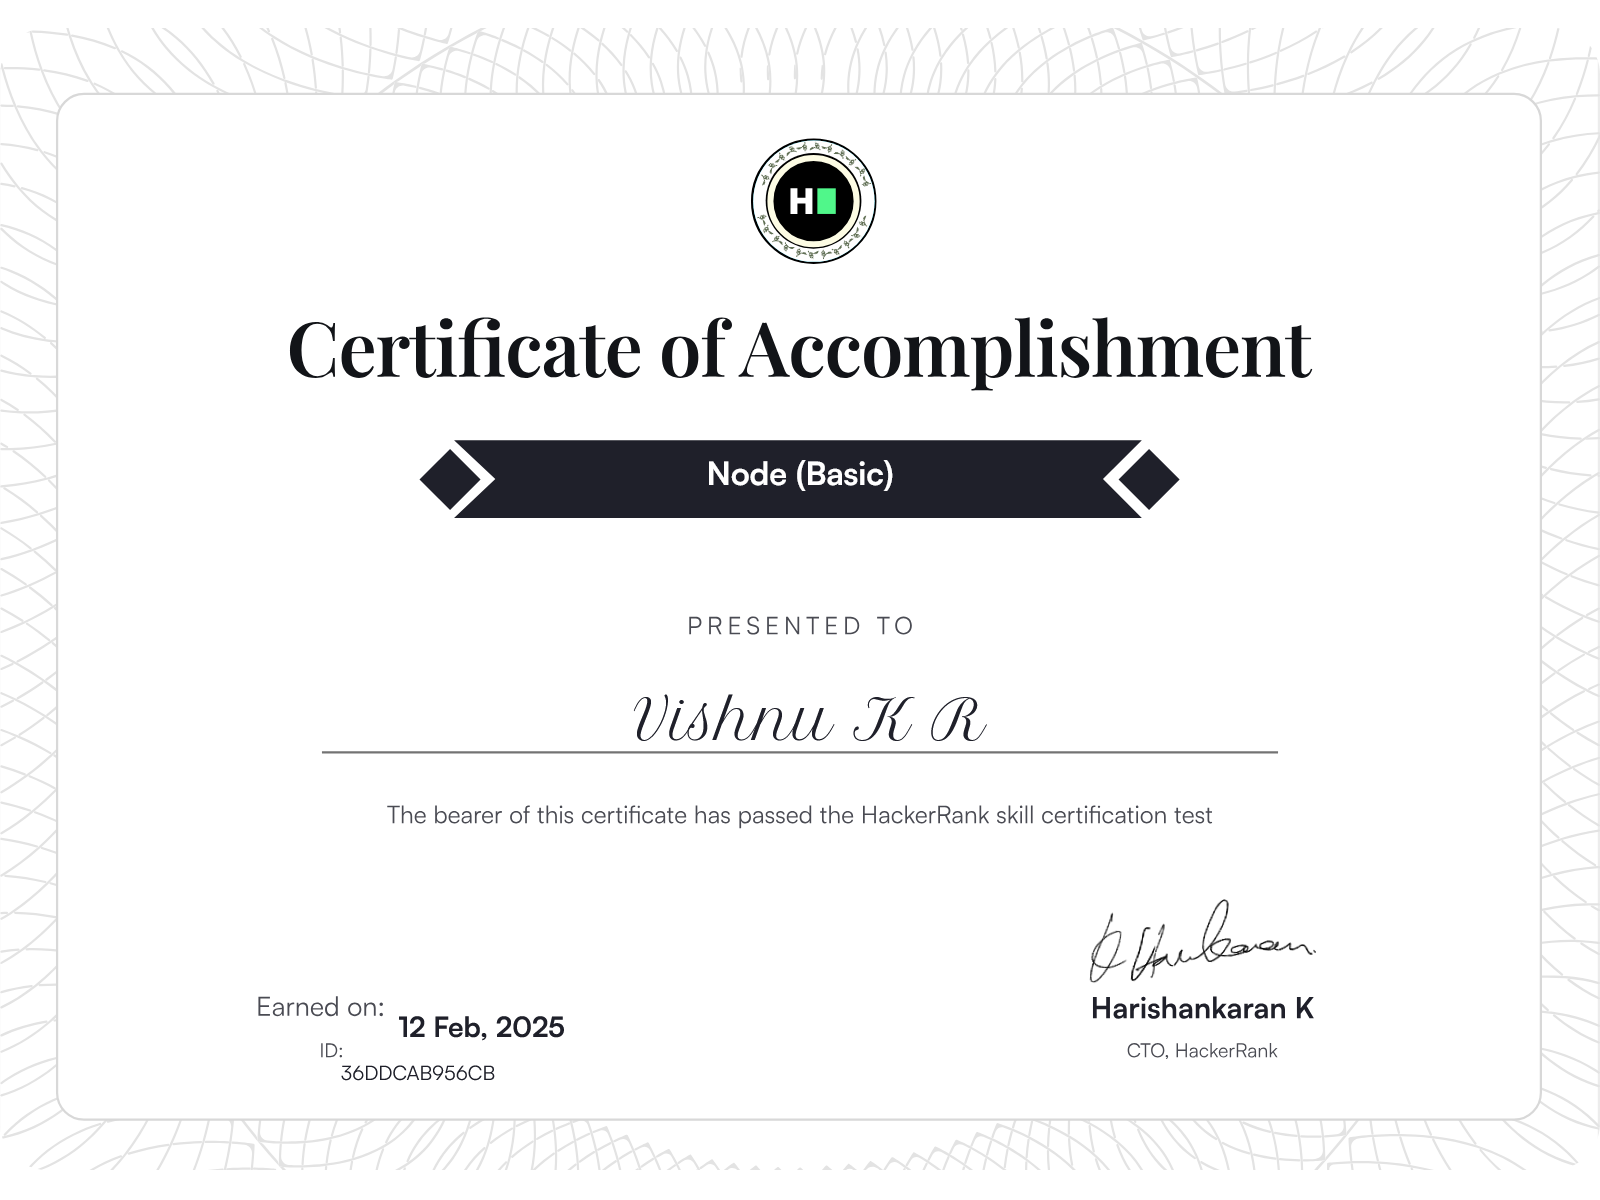 H
Certificate of Accomplishment
Node (Basic)
PRESENTED TO
Vishnu K R
The bearer of this certificate has passed the HackerRank skill certification test
Earned on:
12 Feb, 2025
ID:
36DDCAB956CB
Harishankaran K
CTO, HackerRank